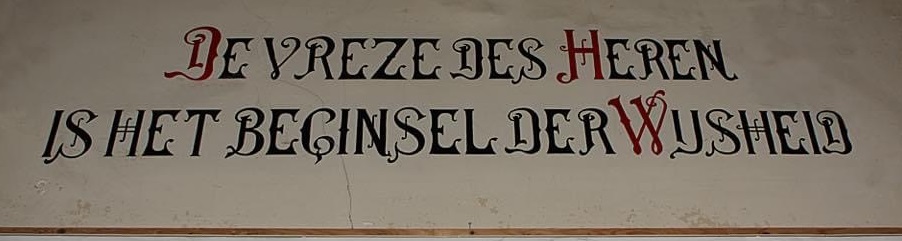 DE VREZE DES HEREN
IS HET BEGINSEL DER WIJSHEID